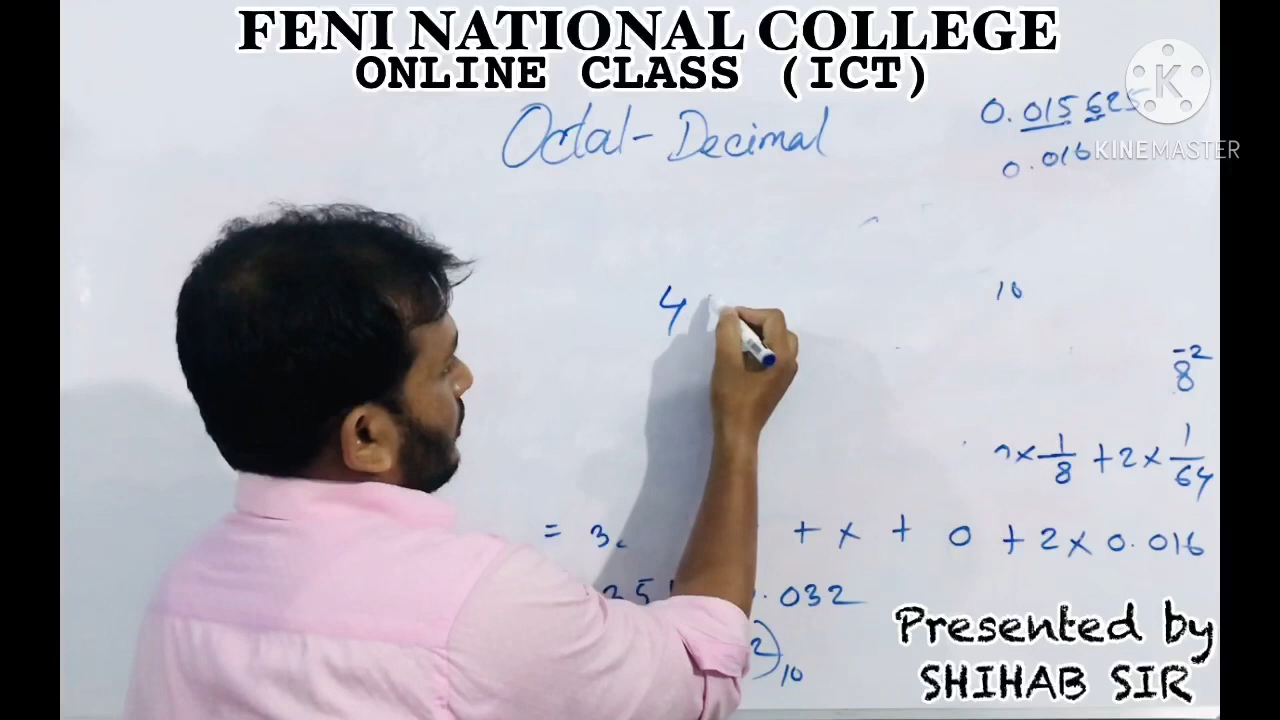 FENI NATIONAL COLLEGE
ONLINE CLASS (ICT)
Octal - Decimal
0.015625
0.016
K
KINEMASTER
4
10
8⁻²
× 1/8 + 2 × 1/64
= 3 + × + 0 + 2 × 0.016
.032
2)₁₀
Presented by
SHIHAB SIR